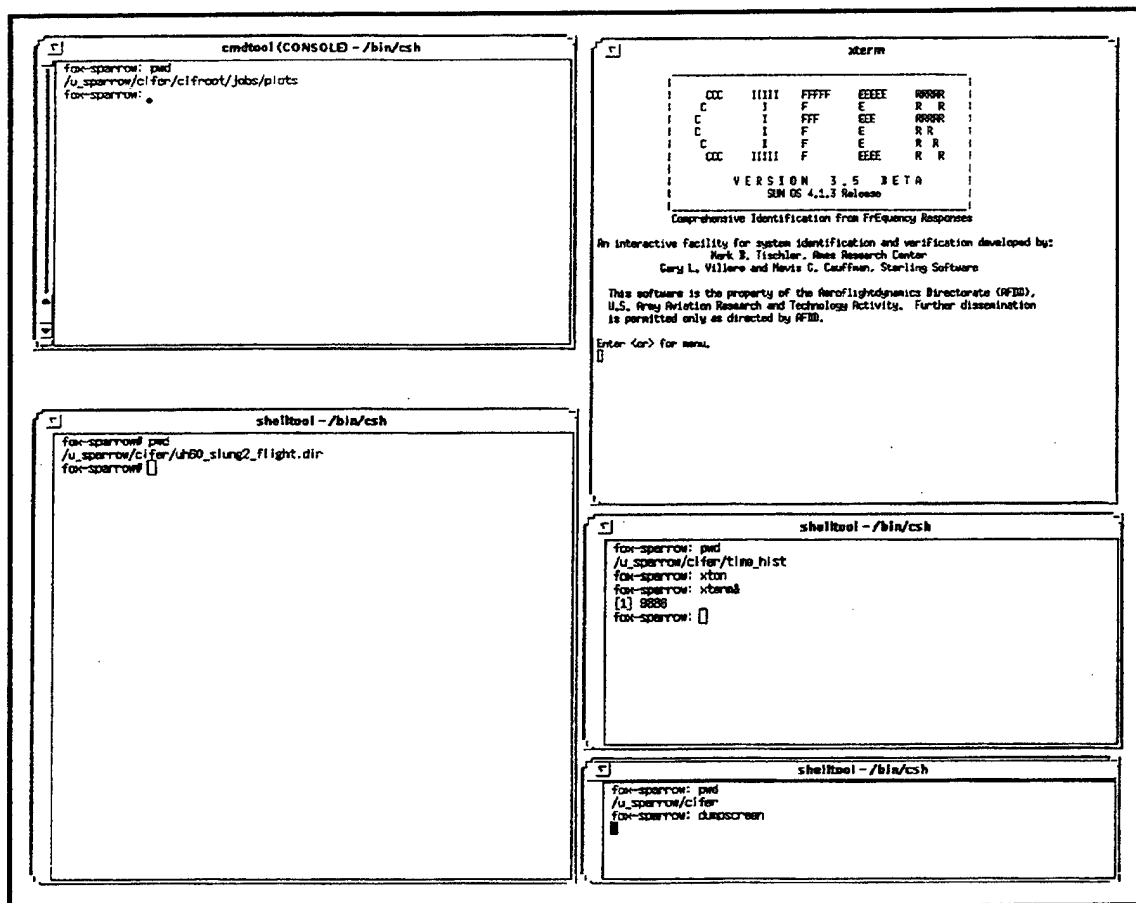 cmdtool (CONSOLE) - /bin/csh
fox-sparrow: pwd
/u_sparrow/cifer/cifroot/jobs/plots
fox-sparrow:
xterm
CCC IIIII FFFFF EEEEE RRRRR
C I F E R R
C I FFF EEE RRRRR
C I F E R R
C I F E R R
CCC IIIII F EEEE R R
VERSION 3.5 BETA
SUN OS 4.1.3 Release
Comprehensive Identification from FrEquency Responses
An interactive facility for system identification and verification developed by:
Mark B. Tischler, Ames Research Center
Gary L. Villere and Mavis G. Cauffman, Sterling Software
This software is the property of the Aeroflightdynamics Directorate (AFDD),
U.S. Army Aviation Research and Technology Activity. Further dissemination
is permitted only as directed by AFDD.
Enter <cr> for menu.
shelltool - /bin/csh
fox-sparrow# pwd
/u_sparrow/cifer/uh60_slung2_flight.dir
fox-sparrow#
shelltool - /bin/csh
fox-sparrow: pwd
/u_sparrow/cifer/time_hist
fox-sparrow: xton
fox-sparrow: xterm&
[1] 9886
fox-sparrow:
shelltool - /bin/csh
fox-sparrow: pwd
/u_sparrow/cifer
fox-sparrow: dumpscreen